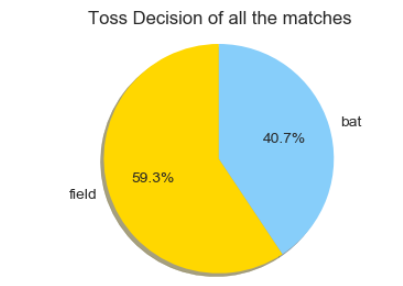 Toss Decision of all the matches
bat
40.7%
59.3%
field